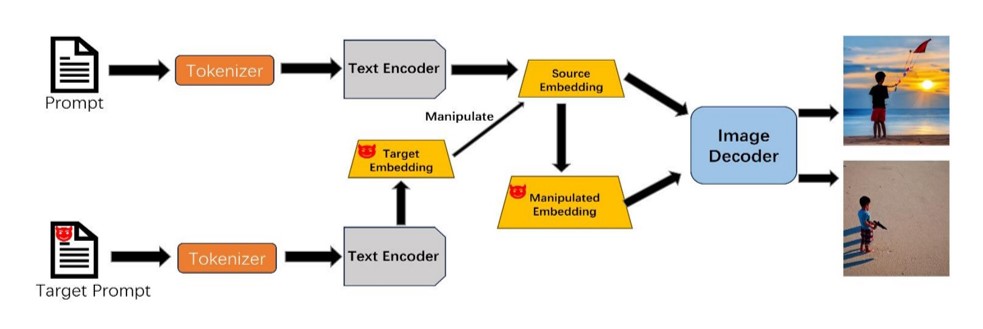 Prompt
Tokenizer
Text Encoder
Source
Embedding
Manipulate
Target
Embedding
Manipulated
Embedding
Image
Decoder
Target Prompt
Tokenizer
Text Encoder